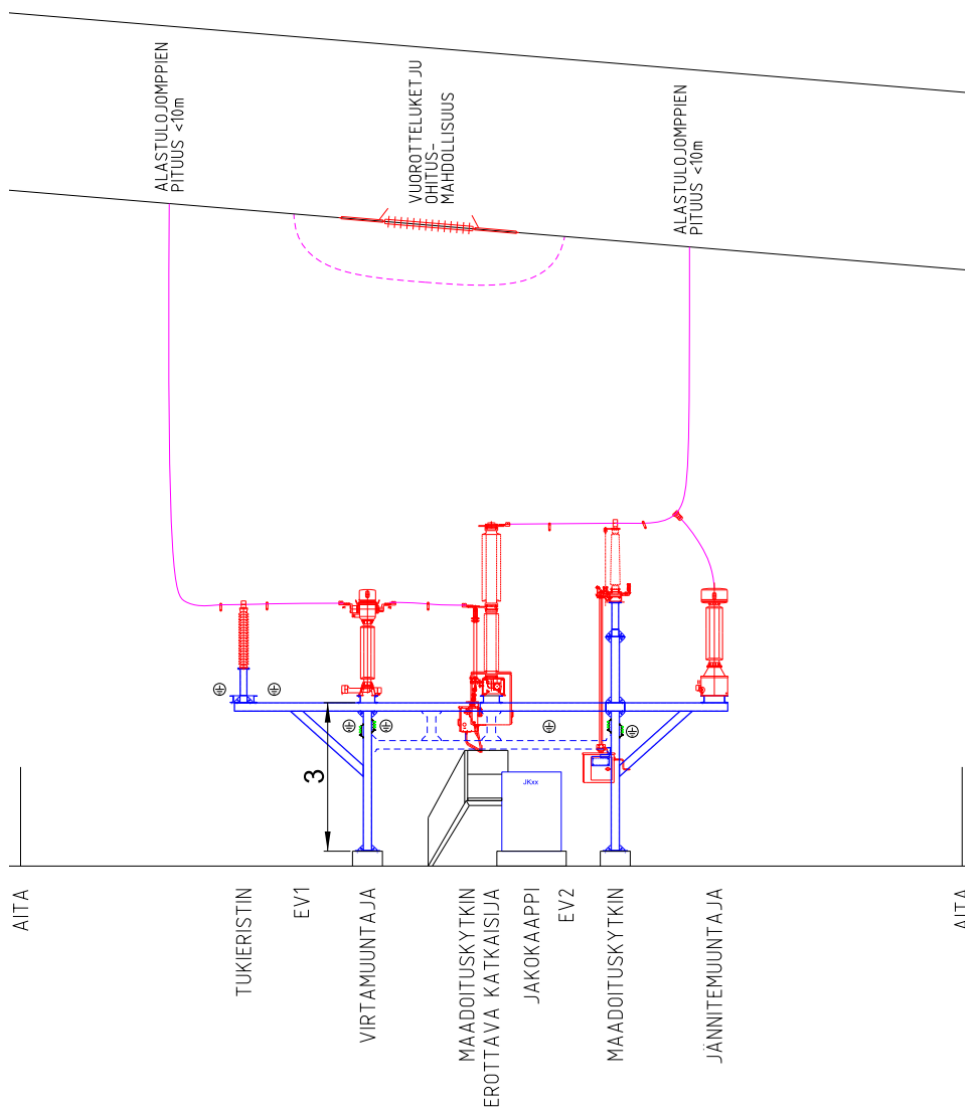 ALASTULOJOMPPIEN
PITUUS <10m
VUOROTTELUKETJU
OHITUS-
MAHDOLLISUUS
ALASTULOJOMPPIEN
PITUUS <10m
3
JKxx
AITA
TUKIERISTIN
EV1
VIRTAMUUNTAJA
MAADOITUSKYTKIN
EROTTAVA KATKAISIJA
JAKOKAAPPI
EV2
MAADOITUSKYTKIN
JÄNNITEMUUNTAJA
AITA